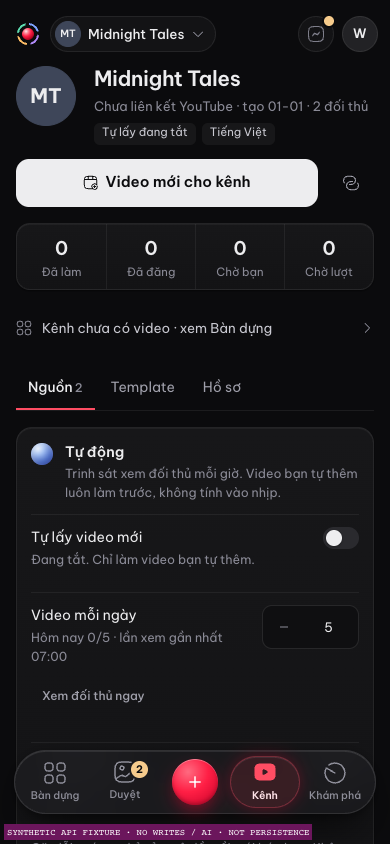 MT Midnight Tales W
MT
Midnight Tales
Chưa liên kết YouTube · tạo 01-01 · 2 đối thủ
Tự lấy đang tắt Tiếng Việt
Video mới cho kênh
0 0 0 0
Đã làm Đã đăng Chờ bạn Chờ lượt
Kênh chưa có video · xem Bàn dựng
Nguồn 2 Template Hồ sơ
Tự động
Trinh sát xem đối thủ mỗi giờ. Video bạn tự thêm
luôn làm trước, không tính vào nhịp.
Tự lấy video mới
Đang tắt. Chỉ làm video bạn tự thêm.
Video mỗi ngày
Hôm nay 0/5 · lần xem gần nhất
07:00
− 5
Xem đối thủ ngay
2
Bàn dựng Duyệt + Kênh Khám phá
SYNTHETIC API FIXTURE · NO WRITES / AI · NOT PERSISTENCE